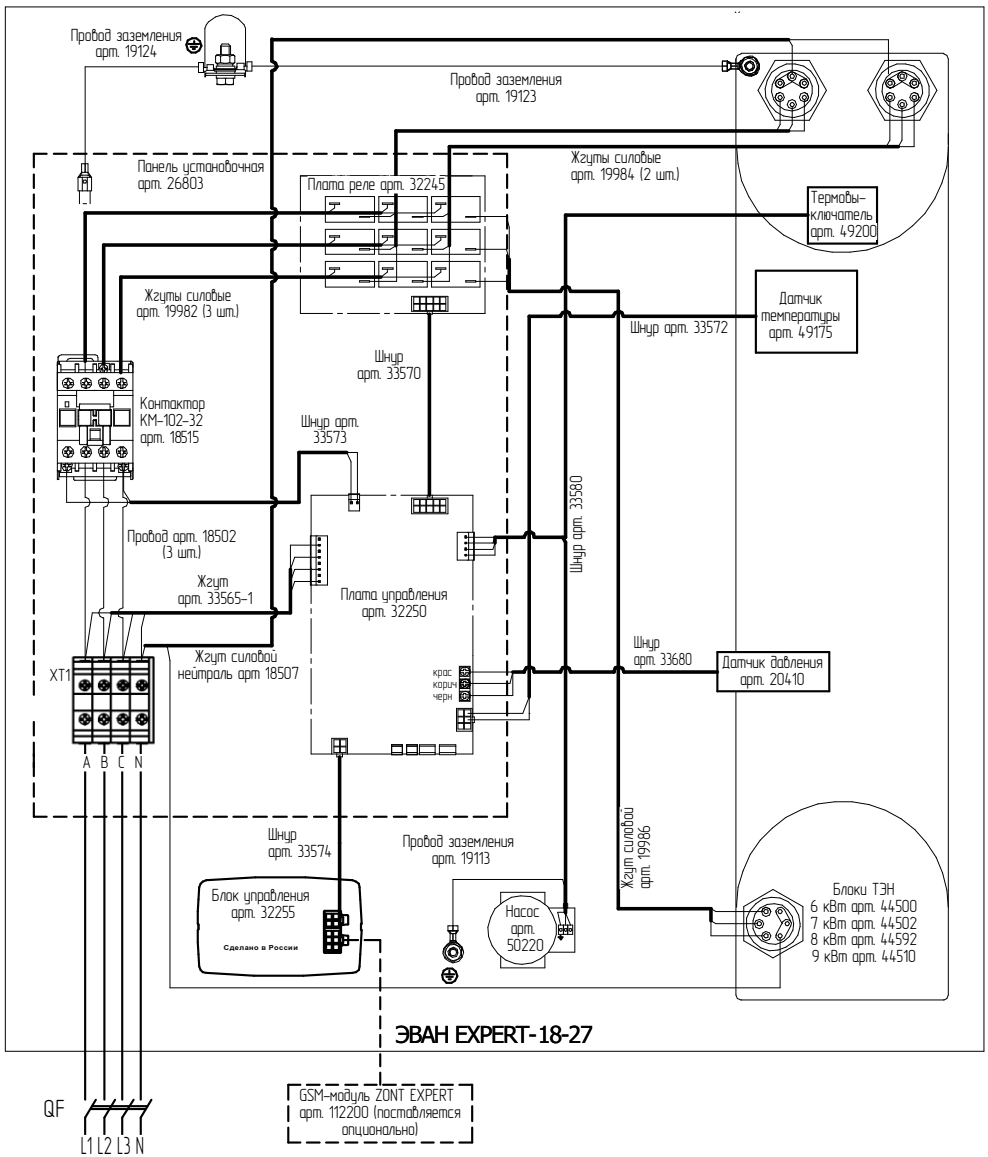 Провод заземления
арт. 19124
Провод заземления
арт. 19123
Панель установочная
арт. 26803
Плата реле арт. 32245
Жгуты силовые
арт. 19984 (2 шт.)
Термовы-
ключатель
арт. 49200
Жгуты силовые
арт. 19982 (3 шт.)
Датчик
температуры
арт. 49175
Шнур арт. 33572
Шнур
арт. 33570
Контактор
КМ-102-32
арт. 18515
Шнур арт.
33573
Шнур арт. 33580
Провод арт. 18502
(3 шт.)
Жгут
арт. 33565-1
Плата управления
арт. 32250
Жгут силовой
нейтраль арт 18507
Шнур
арт. 33680
Датчик давления
арт. 20410
XT1
крас
корич
черн
A B C N
Шнур
арт. 33574
Провод заземления
арт. 19113
Жгут силовой
арт. 19986
Блок управления
арт. 32255
Сделано в России
Насос
арт.
50220
Блоки ТЭН
6 кВт арт. 44500
7 кВт арт. 44502
8 кВт арт. 44592
9 кВт арт. 44510
ЭВАН EXPERT-18-27
GSM-модуль ZONT EXPERT
арт. 112200 (поставляется
опционально)
QF
L1 L2 L3 N